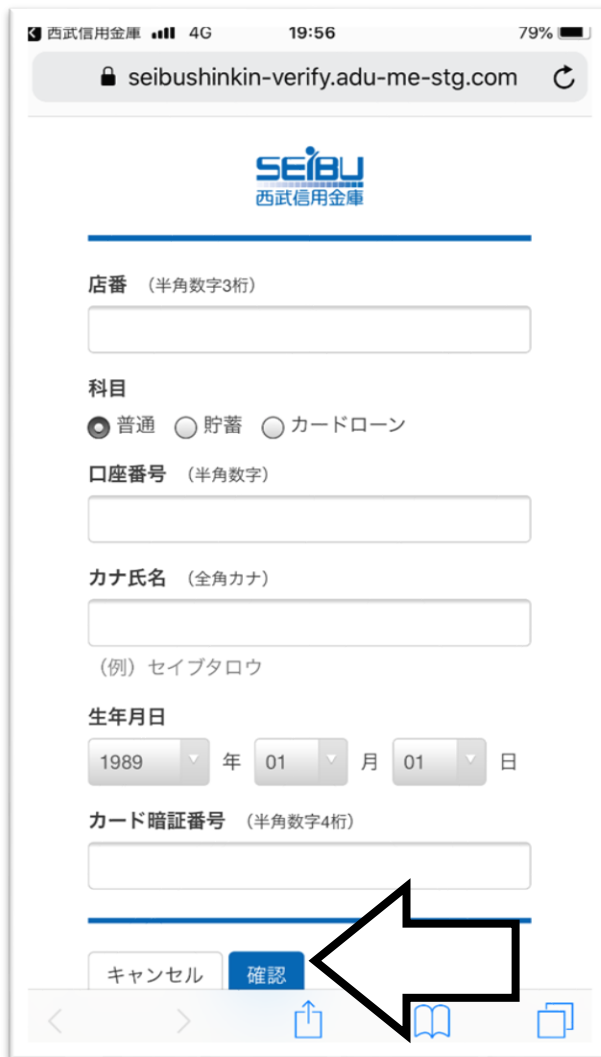 西武信用金庫 4G 19:56 79%
seibushinkin-verify.adu-me-stg.com
SEIBU
西武信用金庫
店番 （半角数字3桁）
科目
普通 貯蓄 カードローン
口座番号 （半角数字）
カナ氏名 （全角カナ）
（例）セイブタロウ
生年月日
1989 年 01 月 01 日
カード暗証番号 （半角数字4桁）
キャンセル 確認